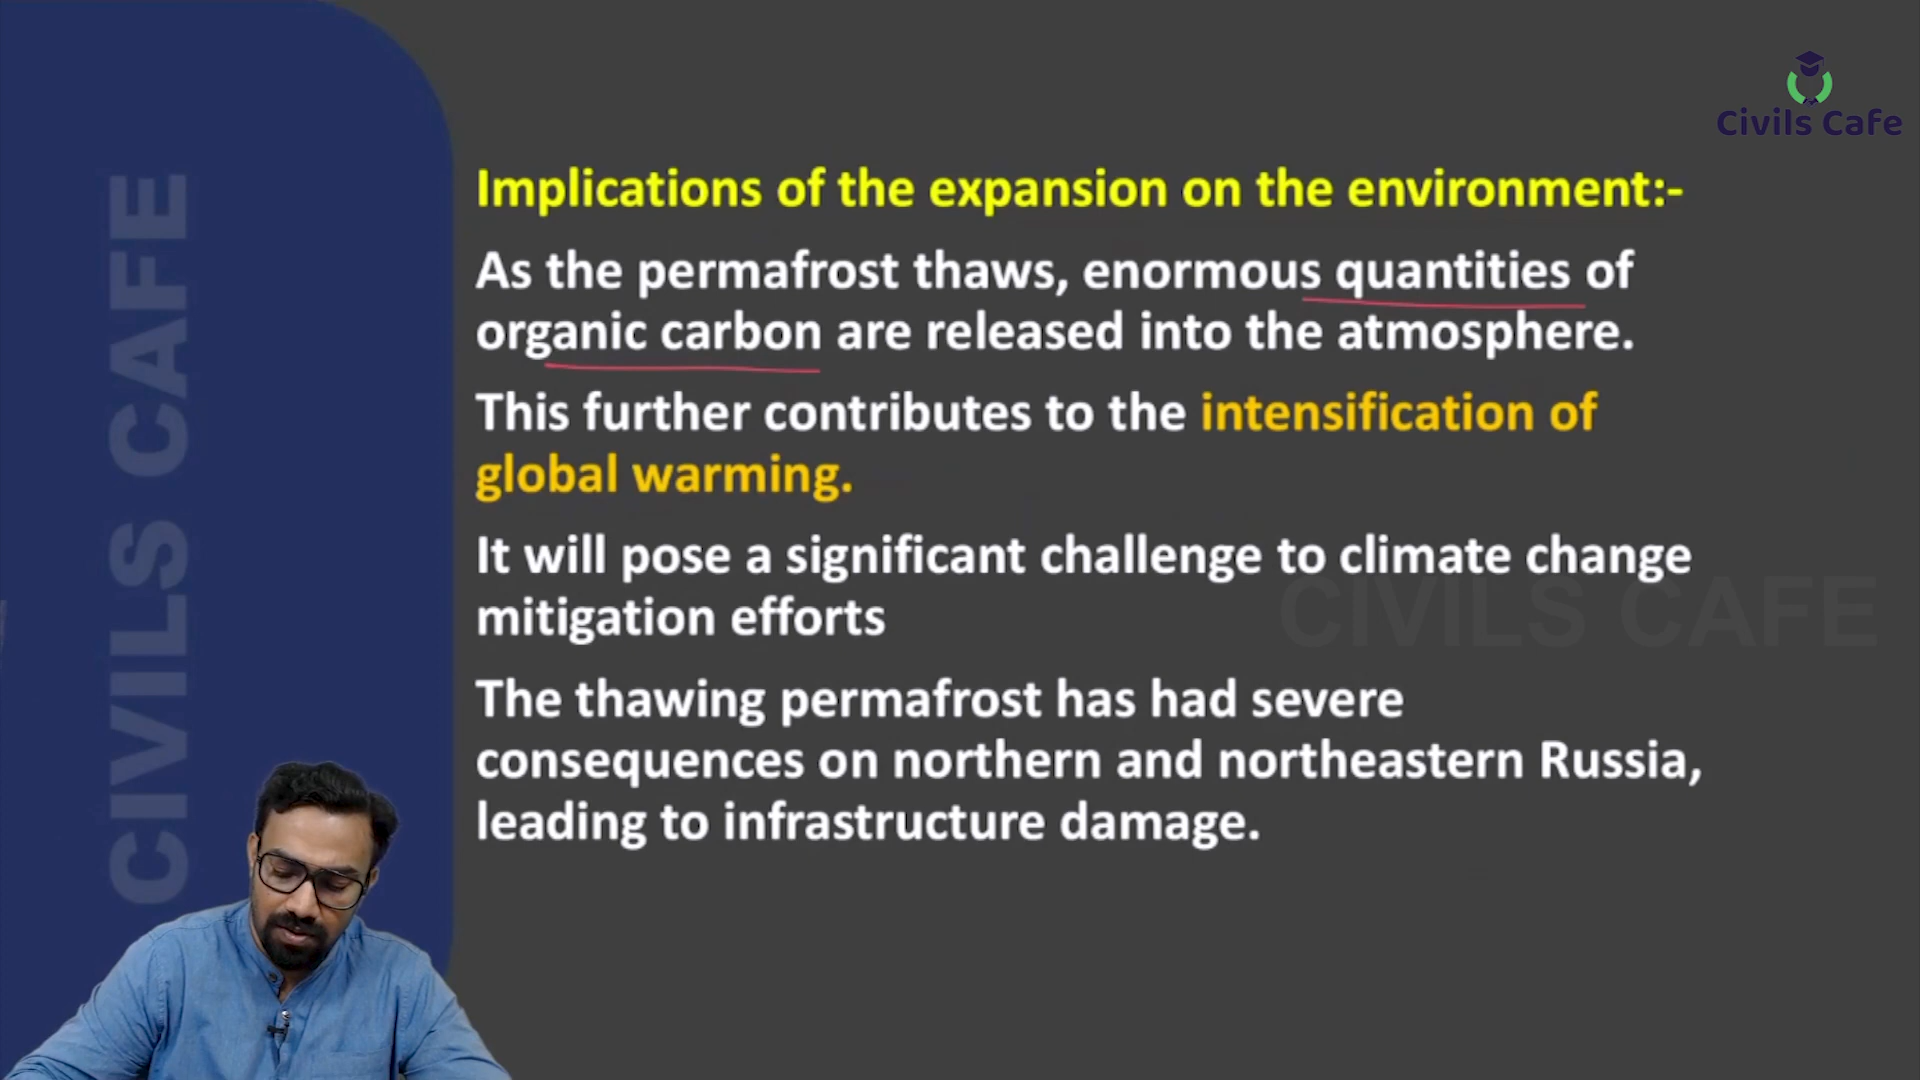 Civils Cafe
CIVILS CAFE
Implications of the expansion on the environment:-
As the permafrost thaws, enormous quantities of
organic carbon are released into the atmosphere.
This further contributes to the intensification of
global warming.
It will pose a significant challenge to climate change
mitigation efforts
CIVILS CAFE
The thawing permafrost has had severe
consequences on northern and northeastern Russia,
leading to infrastructure damage.